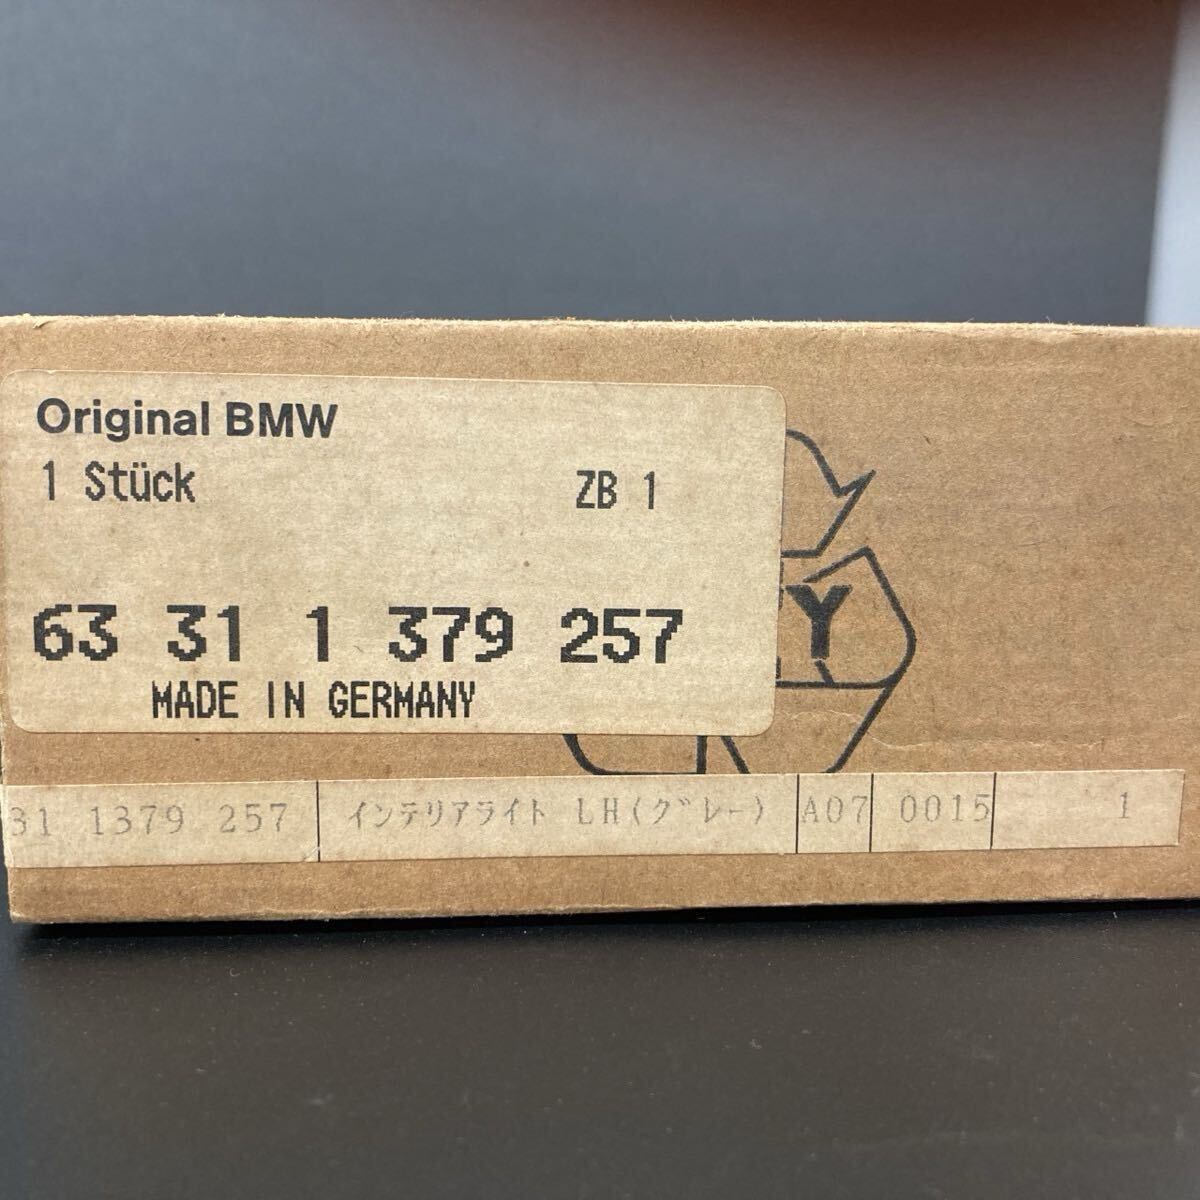 Original BMW
1 Stück ZB 1
63 31 1 379 257
MADE IN GERMANY
Y
31 1379 257 インテリアライト LH(グレー) A07 0015 1